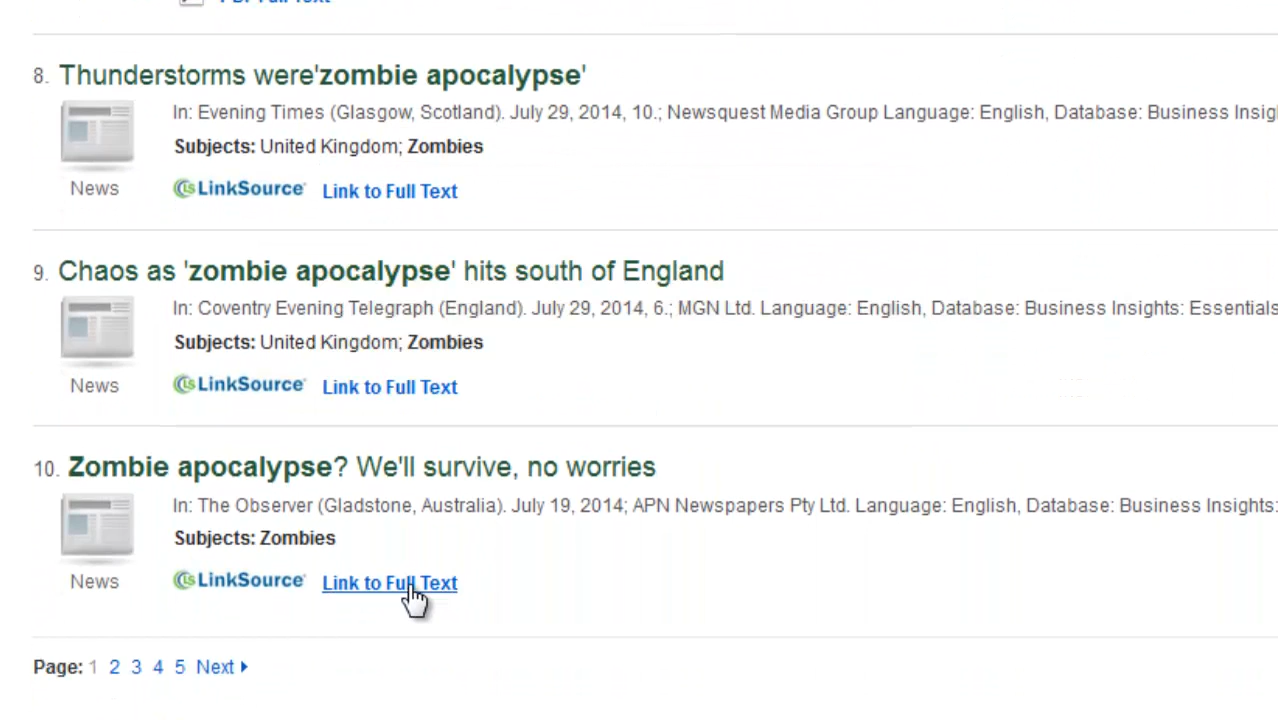 PDF Full Text
8. Thunderstorms were'zombie apocalypse'
In: Evening Times (Glasgow, Scotland). July 29, 2014, 10.; Newsquest Media Group Language: English, Database: Business Insig
Subjects: United Kingdom; Zombies
News
LinkSource Link to Full Text
9. Chaos as 'zombie apocalypse' hits south of England
In: Coventry Evening Telegraph (England). July 29, 2014, 6.; MGN Ltd. Language: English, Database: Business Insights: Essentials
Subjects: United Kingdom; Zombies
News
LinkSource Link to Full Text
10. Zombie apocalypse? We'll survive, no worries
In: The Observer (Gladstone, Australia). July 19, 2014; APN Newspapers Pty Ltd. Language: English, Database: Business Insights:
Subjects: Zombies
News
LinkSource Link to Full Text
Page: 1 2 3 4 5 Next